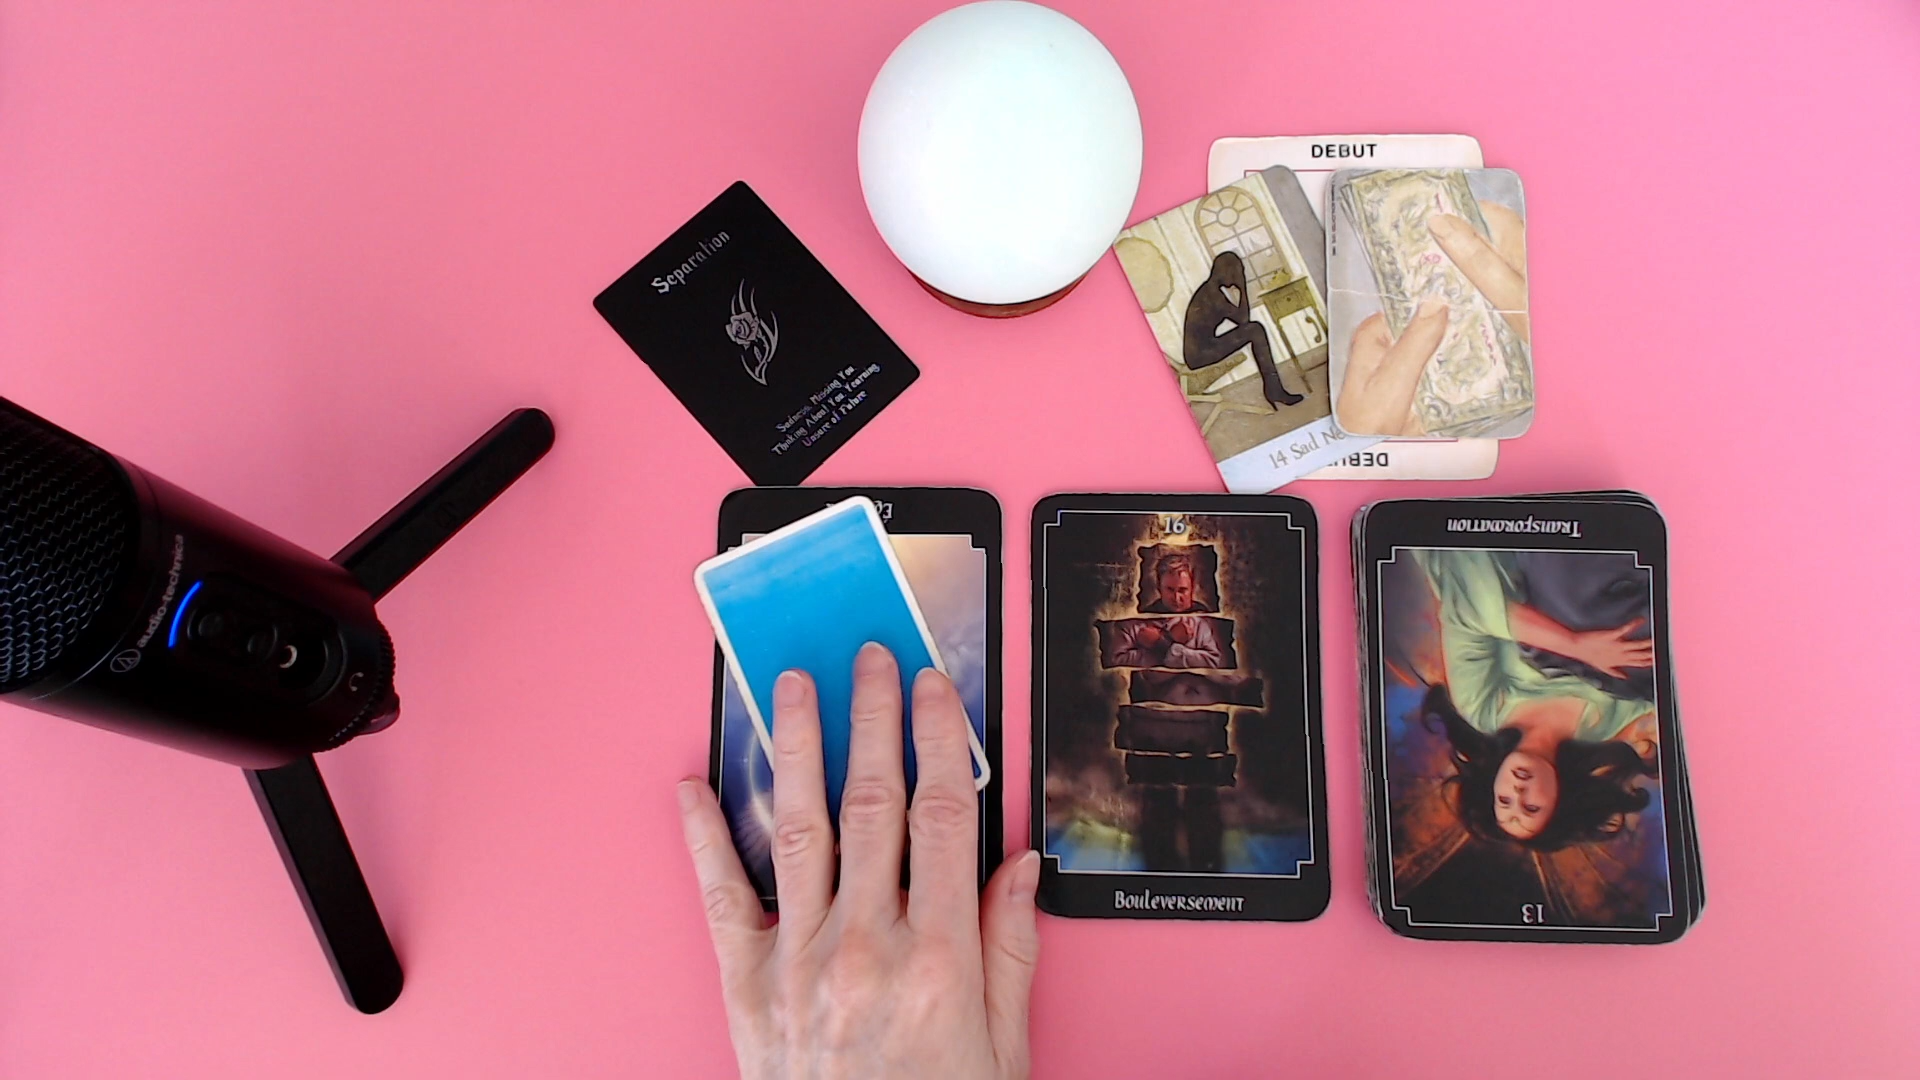 DEBUT
Separation
Sadness, Missing You,
Thinking About You, Yearning
Unsure of Future
14 Sad Ne
DEBUT
audio-technica
16
Bouleversement
Transformation
13